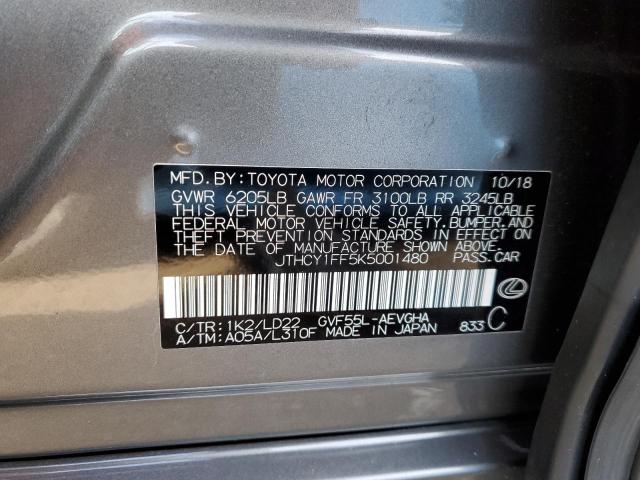 MFD.BY:TOYOTA MOTOR CORPORATION 10/18
GVWR 6205LB GAWR FR 3100LB RR 3245LB
THIS VEHICLE CONFORMS TO ALL APPLICABLE
FEDERAL MOTOR VEHICLE SAFETY,BUMPER,AND
THEFT PREVENTION STANDARDS IN EFFECT ON
THE DATE OF MANUFACTURE SHOWN ABOVE.
JTHCY1FF5K5001480 PASS.CAR
C/TR:1K2/LD22 GVF55L-AEVGHA
A/TM:A05A/L310F MADE IN JAPAN 833 C